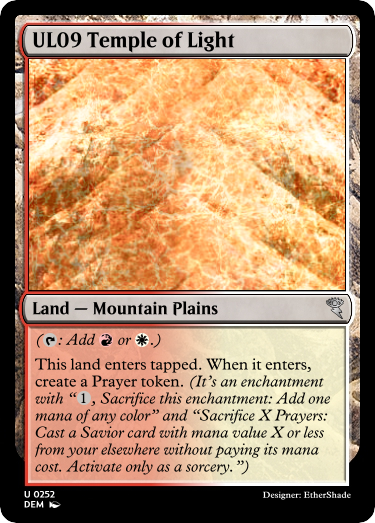 UL09 Temple of Light
Land — Mountain Plains
(T: Add R or W.)
This land enters tapped. When it enters,
create a Prayer token. (It's an enchantment
with “1, Sacrifice this enchantment: Add one
mana of any color” and “Sacrifice X Prayers:
Cast a Savior card with mana value X or less
from your elsewhere without paying its mana
cost. Activate only as a sorcery.”)
U 0252
DEM
Designer: EtherShade